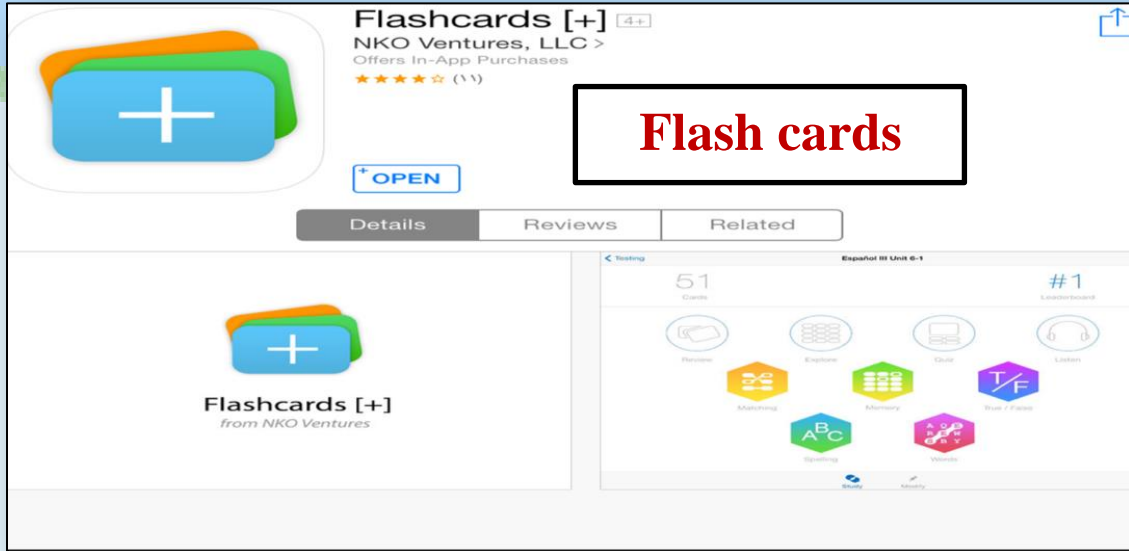 Flashcards [+] 4+
NKO Ventures, LLC >
Offers In-App Purchases
★★★★☆ (١١)
Flash cards
+ OPEN
Details Reviews Related
Flashcards [+]
from NKO Ventures
< Testing Español III Unit 6-1
51 #1
Cards Leaderboard
Review Explore Quiz Listen
T/F
Matching Memory True / False
ABC
Spelling Words
Study Modify